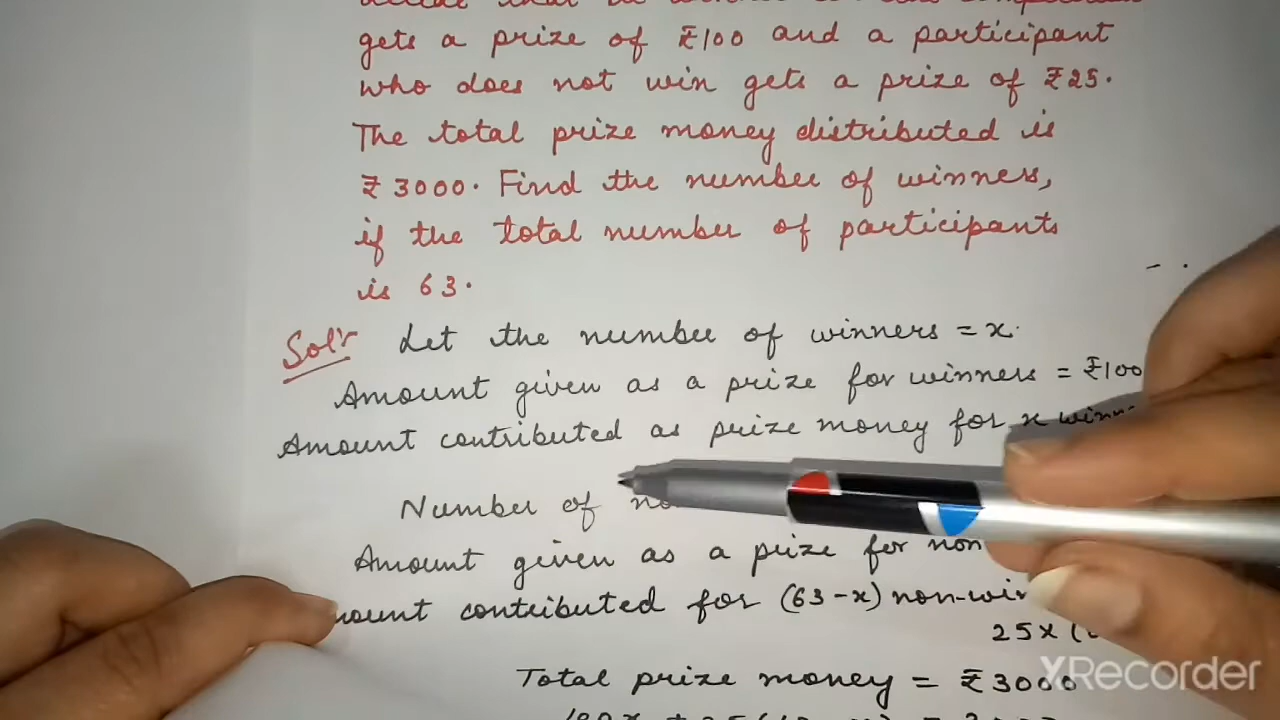 gets a prize of ₹100 and a participant
who does not win gets a prize of ₹25.
The total prize money distributed is
₹3000. Find the number of winners,
if the total number of participants
is 63.
Soln Let the number of winners = x.
Amount given as a prize for winners = ₹100
Amount contributed as prize money for x
Number of
Amount given as a prize for non
contributed for (63-x)
25x
Total prize money = ₹3000
XRecorder